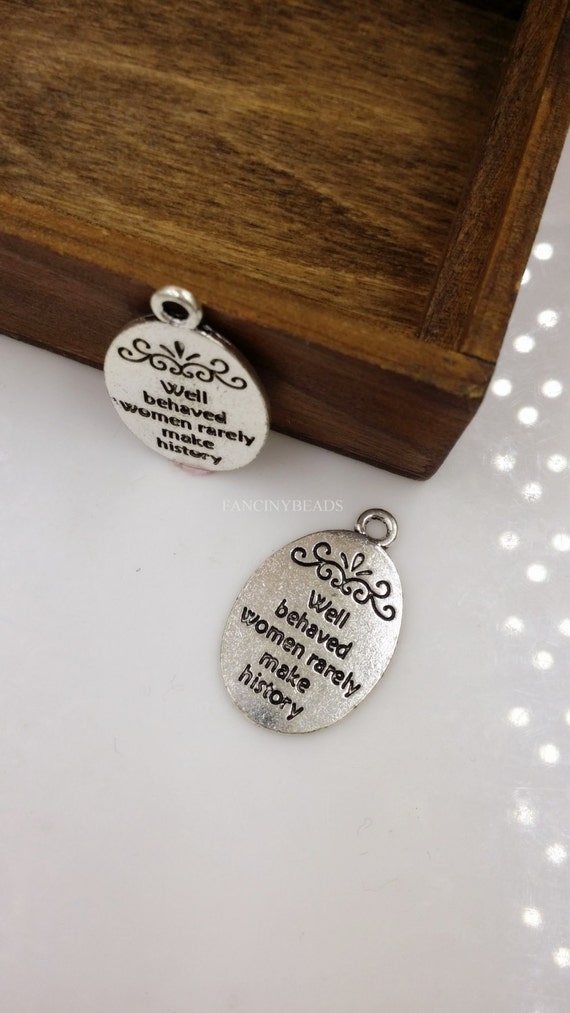 Well
behaved
women rarely
make
history
FANCINYBEADS
Well
behaved
women rarely
make
history